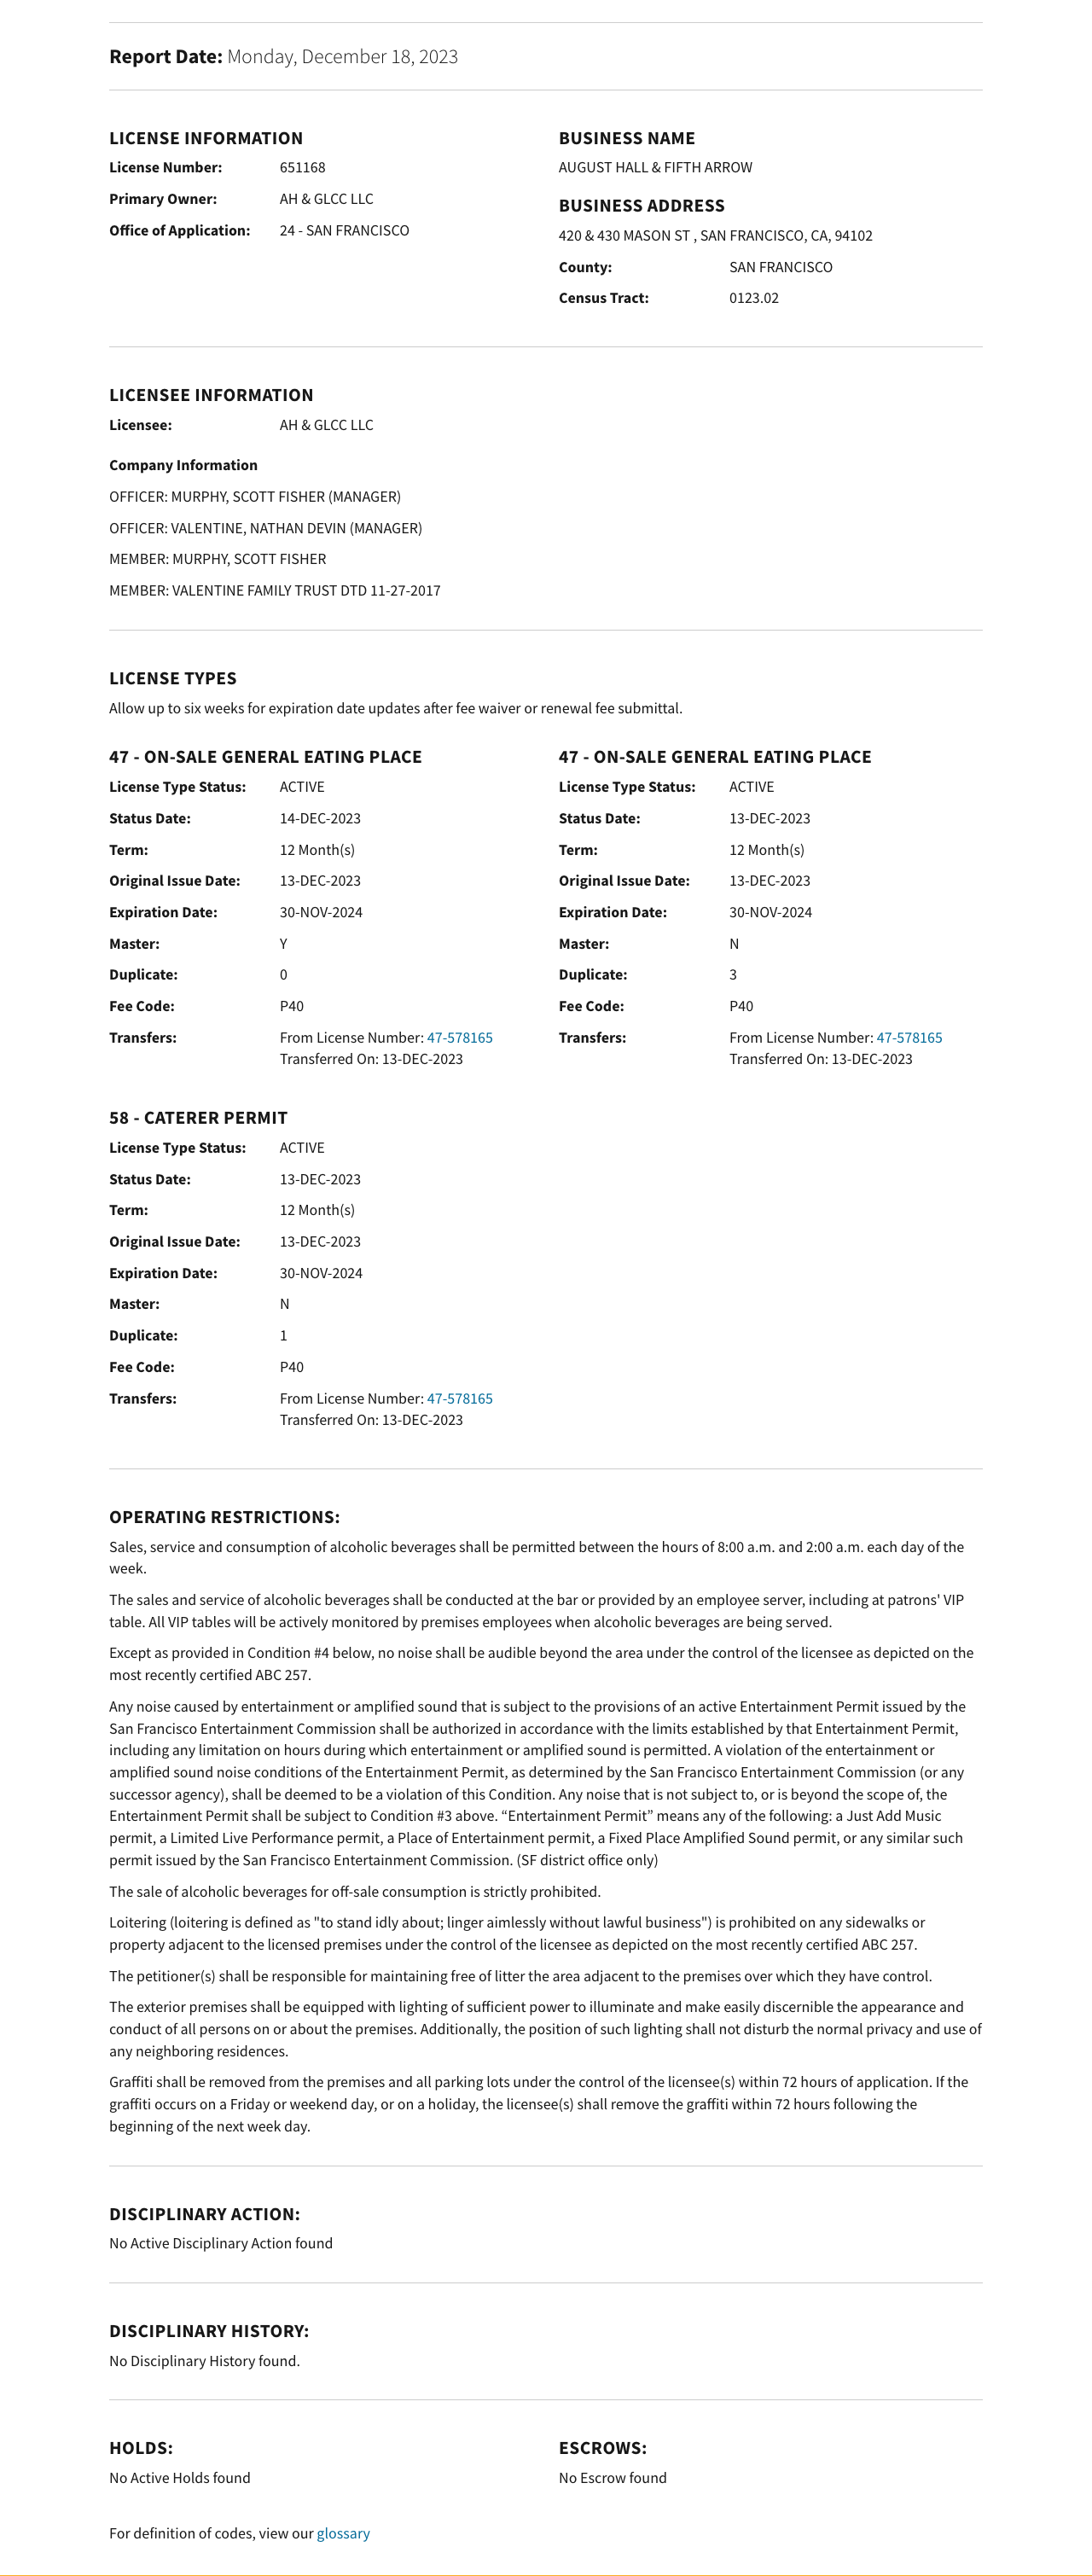 Report Date: Monday, December 18, 2023
LICENSE INFORMATION
License Number: 651168
Primary Owner: AH & GLCC LLC
Office of Application: 24 - SAN FRANCISCO
BUSINESS NAME
AUGUST HALL & FIFTH ARROW
BUSINESS ADDRESS
420 & 430 MASON ST , SAN FRANCISCO, CA, 94102
County: SAN FRANCISCO
Census Tract: 0123.02
LICENSEE INFORMATION
Licensee: AH & GLCC LLC
Company Information
OFFICER: MURPHY, SCOTT FISHER (MANAGER)
OFFICER: VALENTINE, NATHAN DEVIN (MANAGER)
MEMBER: MURPHY, SCOTT FISHER
MEMBER: VALENTINE FAMILY TRUST DTD 11-27-2017
LICENSE TYPES
Allow up to six weeks for expiration date updates after fee waiver or renewal fee submittal.
47 - ON-SALE GENERAL EATING PLACE
License Type Status: ACTIVE
Status Date: 14-DEC-2023
Term: 12 Month(s)
Original Issue Date: 13-DEC-2023
Expiration Date: 30-NOV-2024
Master: Y
Duplicate: 0
Fee Code: P40
Transfers: From License Number: 47-578165
Transferred On: 13-DEC-2023
47 - ON-SALE GENERAL EATING PLACE
License Type Status: ACTIVE
Status Date: 13-DEC-2023
Term: 12 Month(s)
Original Issue Date: 13-DEC-2023
Expiration Date: 30-NOV-2024
Master: N
Duplicate: 3
Fee Code: P40
Transfers: From License Number: 47-578165
Transferred On: 13-DEC-2023
58 - CATERER PERMIT
License Type Status: ACTIVE
Status Date: 13-DEC-2023
Term: 12 Month(s)
Original Issue Date: 13-DEC-2023
Expiration Date: 30-NOV-2024
Master: N
Duplicate: 1
Fee Code: P40
Transfers: From License Number: 47-578165
Transferred On: 13-DEC-2023
OPERATING RESTRICTIONS:
Sales, service and consumption of alcoholic beverages shall be permitted between the hours of 8:00 a.m. and 2:00 a.m. each day of the
week.
The sales and service of alcoholic beverages shall be conducted at the bar or provided by an employee server, including at patrons' VIP
table. All VIP tables will be actively monitored by premises employees when alcoholic beverages are being served.
Except as provided in Condition #4 below, no noise shall be audible beyond the area under the control of the licensee as depicted on the
most recently certified ABC 257.
Any noise caused by entertainment or amplified sound that is subject to the provisions of an active Entertainment Permit issued by the
San Francisco Entertainment Commission shall be authorized in accordance with the limits established by that Entertainment Permit,
including any limitation on hours during which entertainment or amplified sound is permitted. A violation of the entertainment or
amplified sound noise conditions of the Entertainment Permit, as determined by the San Francisco Entertainment Commission (or any
successor agency), shall be deemed to be a violation of this Condition. Any noise that is not subject to, or is beyond the scope of, the
Entertainment Permit shall be subject to Condition #3 above. “Entertainment Permit” means any of the following: a Just Add Music
permit, a Limited Live Performance permit, a Place of Entertainment permit, a Fixed Place Amplified Sound permit, or any similar such
permit issued by the San Francisco Entertainment Commission. (SF district office only)
The sale of alcoholic beverages for off-sale consumption is strictly prohibited.
Loitering (loitering is defined as "to stand idly about; linger aimlessly without lawful business") is prohibited on any sidewalks or
property adjacent to the licensed premises under the control of the licensee as depicted on the most recently certified ABC 257.
The petitioner(s) shall be responsible for maintaining free of litter the area adjacent to the premises over which they have control.
The exterior premises shall be equipped with lighting of sufficient power to illuminate and make easily discernible the appearance and
conduct of all persons on or about the premises. Additionally, the position of such lighting shall not disturb the normal privacy and use of
any neighboring residences.
Graffiti shall be removed from the premises and all parking lots under the control of the licensee(s) within 72 hours of application. If the
graffiti occurs on a Friday or weekend day, or on a holiday, the licensee(s) shall remove the graffiti within 72 hours following the
beginning of the next week day.
DISCIPLINARY ACTION:
No Active Disciplinary Action found
DISCIPLINARY HISTORY:
No Disciplinary History found.
HOLDS:
No Active Holds found
ESCROWS:
No Escrow found
For definition of codes, view our glossary